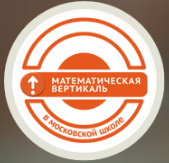 МАТЕМАТИЧЕСКАЯ
ВЕРТИКАЛЬ
В МОСКОВСКОЙ ШКОЛЕ